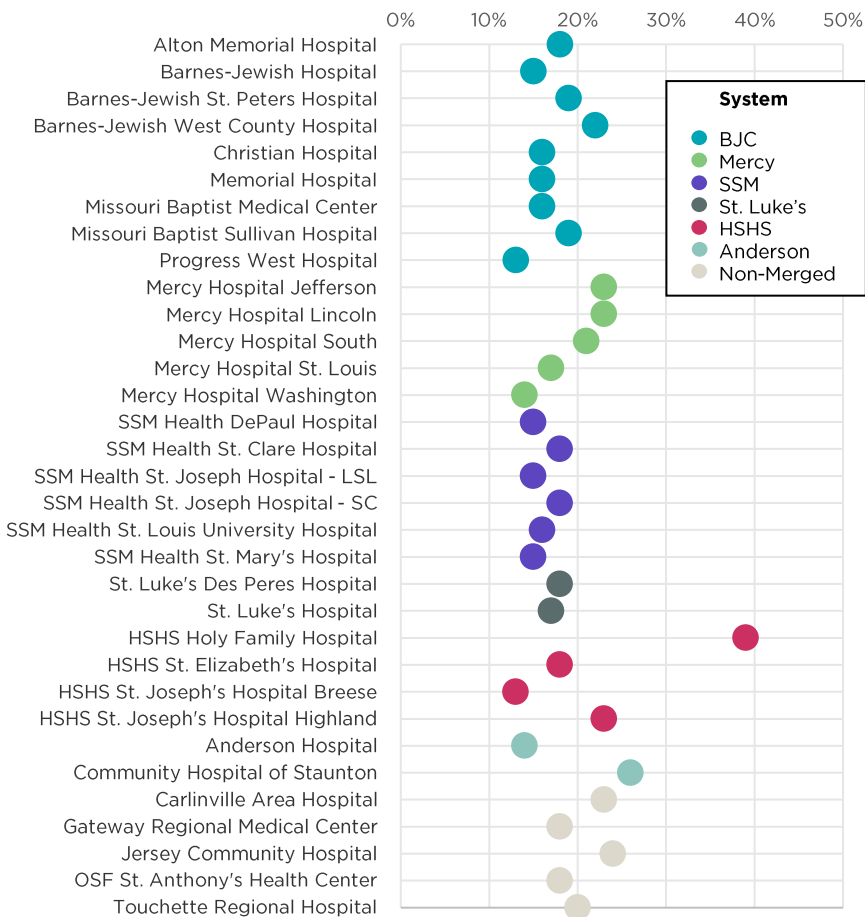 0% 10% 20% 30% 40% 50%
Alton Memorial Hospital
Barnes-Jewish Hospital
Barnes-Jewish St. Peters Hospital
Barnes-Jewish West County Hospital
Christian Hospital
Memorial Hospital
Missouri Baptist Medical Center
Missouri Baptist Sullivan Hospital
Progress West Hospital
Mercy Hospital Jefferson
Mercy Hospital Lincoln
Mercy Hospital South
Mercy Hospital St. Louis
Mercy Hospital Washington
SSM Health DePaul Hospital
SSM Health St. Clare Hospital
SSM Health St. Joseph Hospital - LSL
SSM Health St. Joseph Hospital - SC
SSM Health St. Louis University Hospital
SSM Health St. Mary's Hospital
St. Luke's Des Peres Hospital
St. Luke's Hospital
HSHS Holy Family Hospital
HSHS St. Elizabeth's Hospital
HSHS St. Joseph's Hospital Breese
HSHS St. Joseph's Hospital Highland
Anderson Hospital
Community Hospital of Staunton
Carlinville Area Hospital
Gateway Regional Medical Center
Jersey Community Hospital
OSF St. Anthony's Health Center
Touchette Regional Hospital
System
BJC
Mercy
SSM
St. Luke’s
HSHS
Anderson
Non-Merged